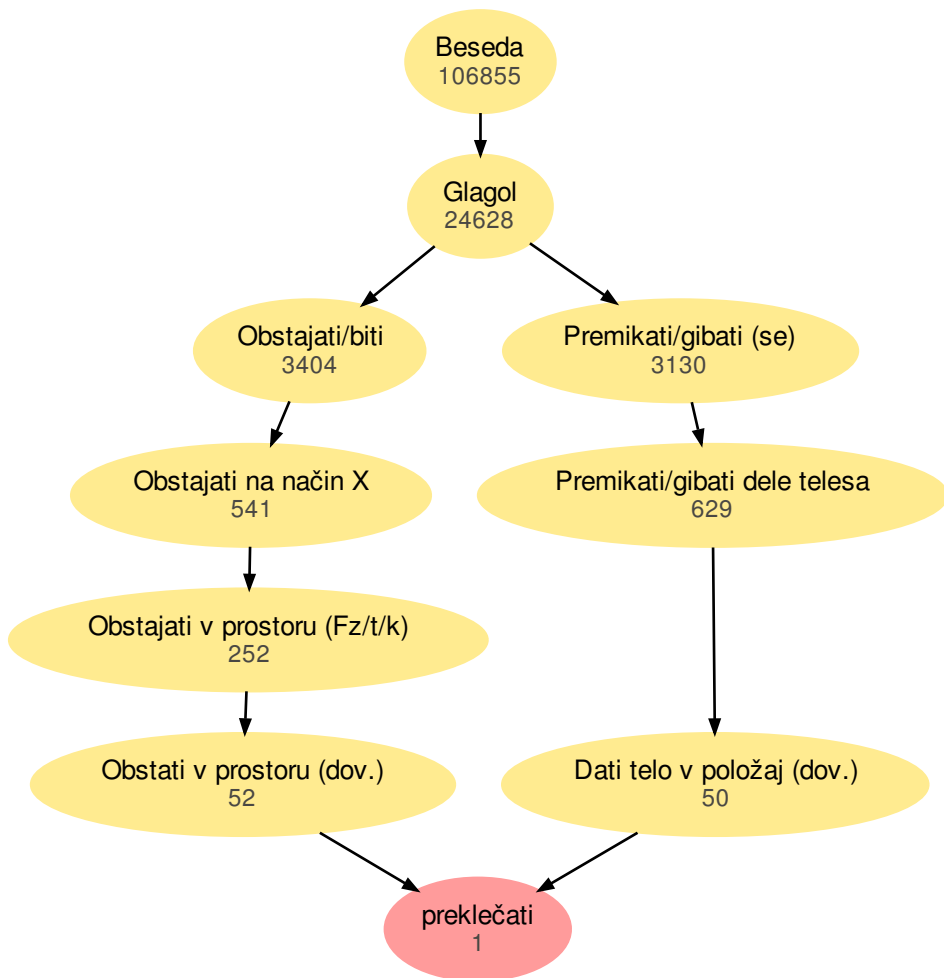 Beseda
106855
Glagol
24628
Obstajati/biti
3404
Premikati/gibati (se)
3130
Obstajati na način X
541
Premikati/gibati dele telesa
629
Obstajati v prostoru (Fz/t/k)
252
Obstati v prostoru (dov.)
52
Dati telo v položaj (dov.)
50
preklečati
1